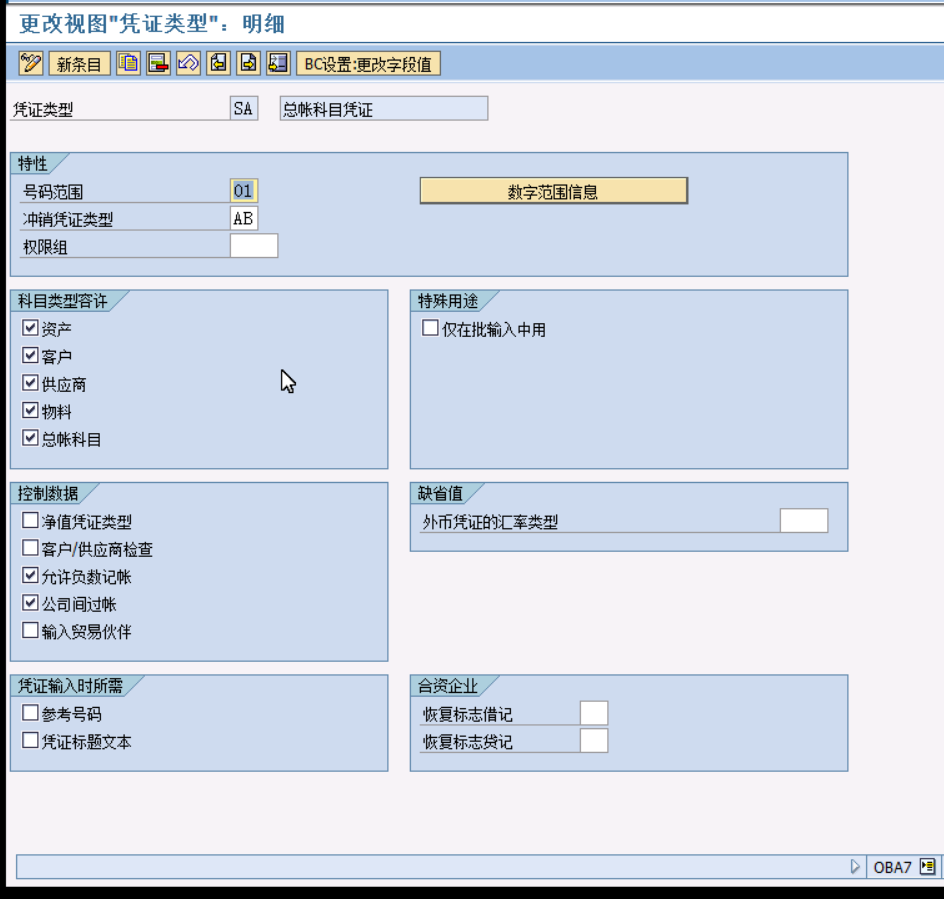 更改视图"凭证类型"：明细
新条目 BC设置:更改字段值
凭证类型 SA 总帐科目凭证
特性
号码范围 01 数字范围信息
冲销凭证类型 AB
权限组
科目类型容许 特殊用途
资产 仅在批输入中用
客户
供应商
物料
总帐科目
控制数据 缺省值
净值凭证类型 外币凭证的汇率类型
客户/供应商检查
允许负数记帐
公司间过帐
输入贸易伙伴
凭证输入时所需 合资企业
参考号码 恢复标志借记
凭证标题文本 恢复标志贷记
OBA7